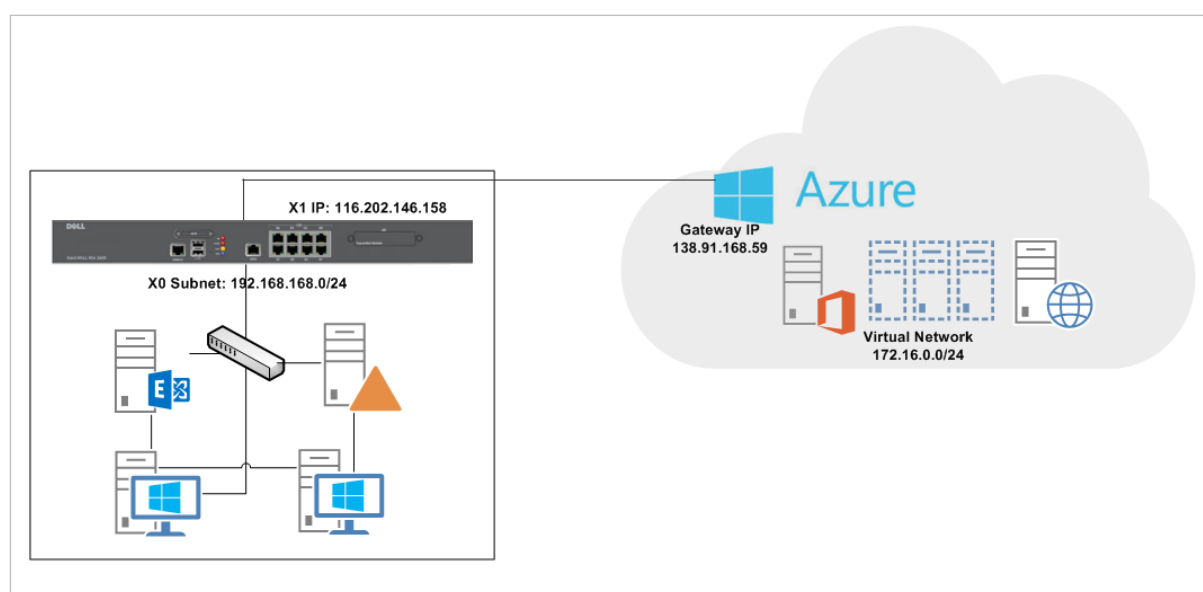 X1 IP: 116.202.146.158
DELL
X0 Subnet: 192.168.168.0/24
E
Azure
Gateway IP
138.91.168.59
Virtual Network
172.16.0.0/24